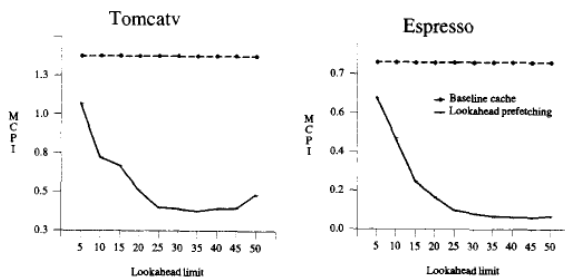 Tomcatv
1.3
1.0
0.8
0.5
0.3
MCPI
5 10 15 20 25 30 35 40 45 50
Lookahead limit
Espresso
0.7
0.6
0.4
0.2
0.0
MCPI
Baseline cache
Lookahead prefetching
5 10 15 20 25 30 35 40 45 50
Lookahead limit